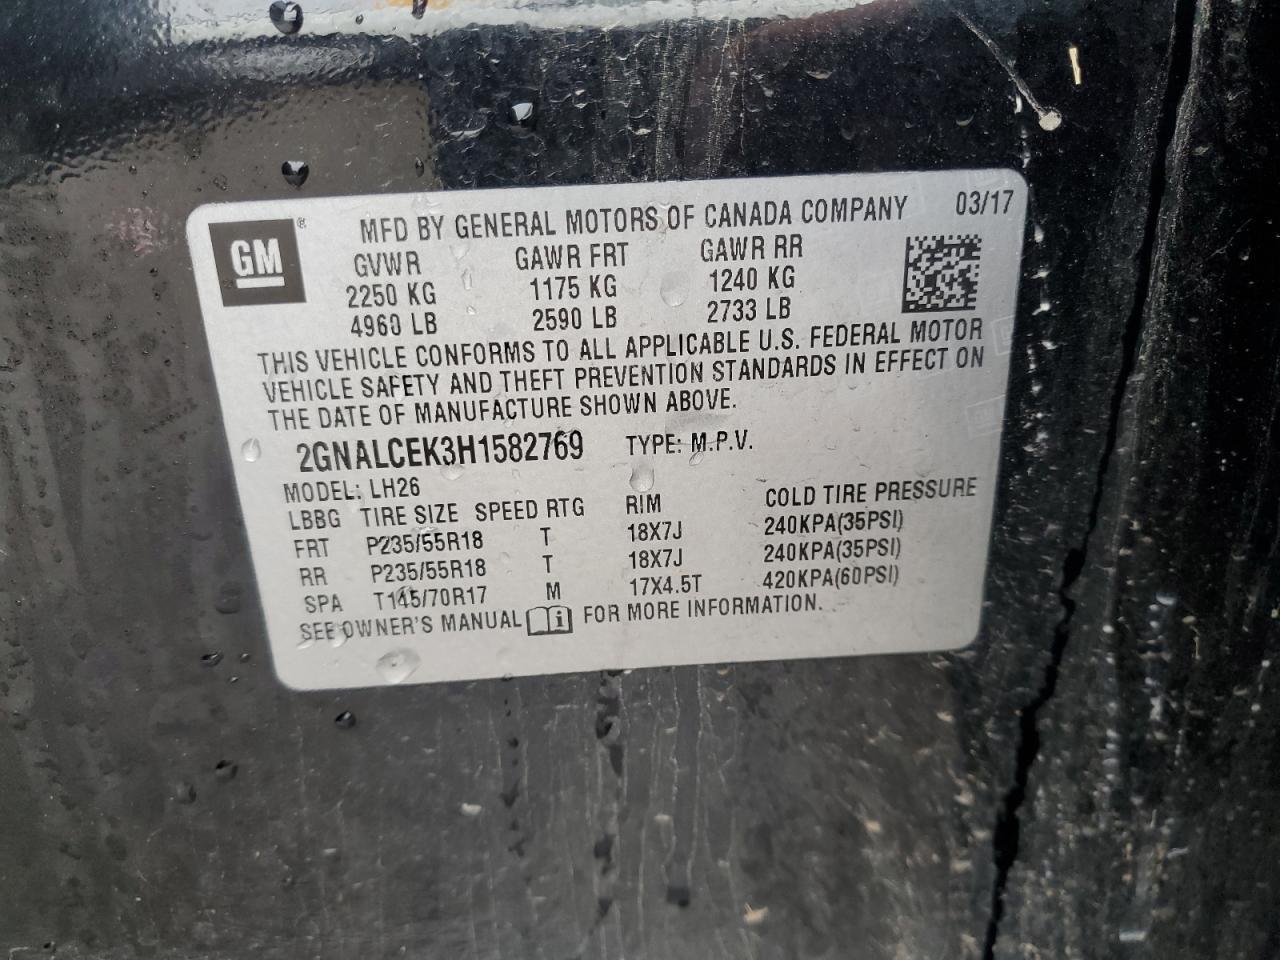 GM ® MFD BY GENERAL MOTORS OF CANADA COMPANY 03/17
GVWR GAWR FRT GAWR RR
2250 KG 1175 KG 1240 KG
4960 LB 2590 LB 2733 LB
THIS VEHICLE CONFORMS TO ALL APPLICABLE U.S. FEDERAL MOTOR
VEHICLE SAFETY AND THEFT PREVENTION STANDARDS IN EFFECT ON
THE DATE OF MANUFACTURE SHOWN ABOVE.
2GNALCEK3H1582769 TYPE: M.P.V.
MODEL: LH26
LBBG TIRE SIZE SPEED RTG RIM COLD TIRE PRESSURE
FRT P235/55R18 T 18X7J 240KPA(35PSI)
RR P235/55R18 T 18X7J 240KPA(35PSI)
SPA T145/70R17 M 17X4.5T 420KPA(60PSI)
SEE OWNER'S MANUAL i FOR MORE INFORMATION.